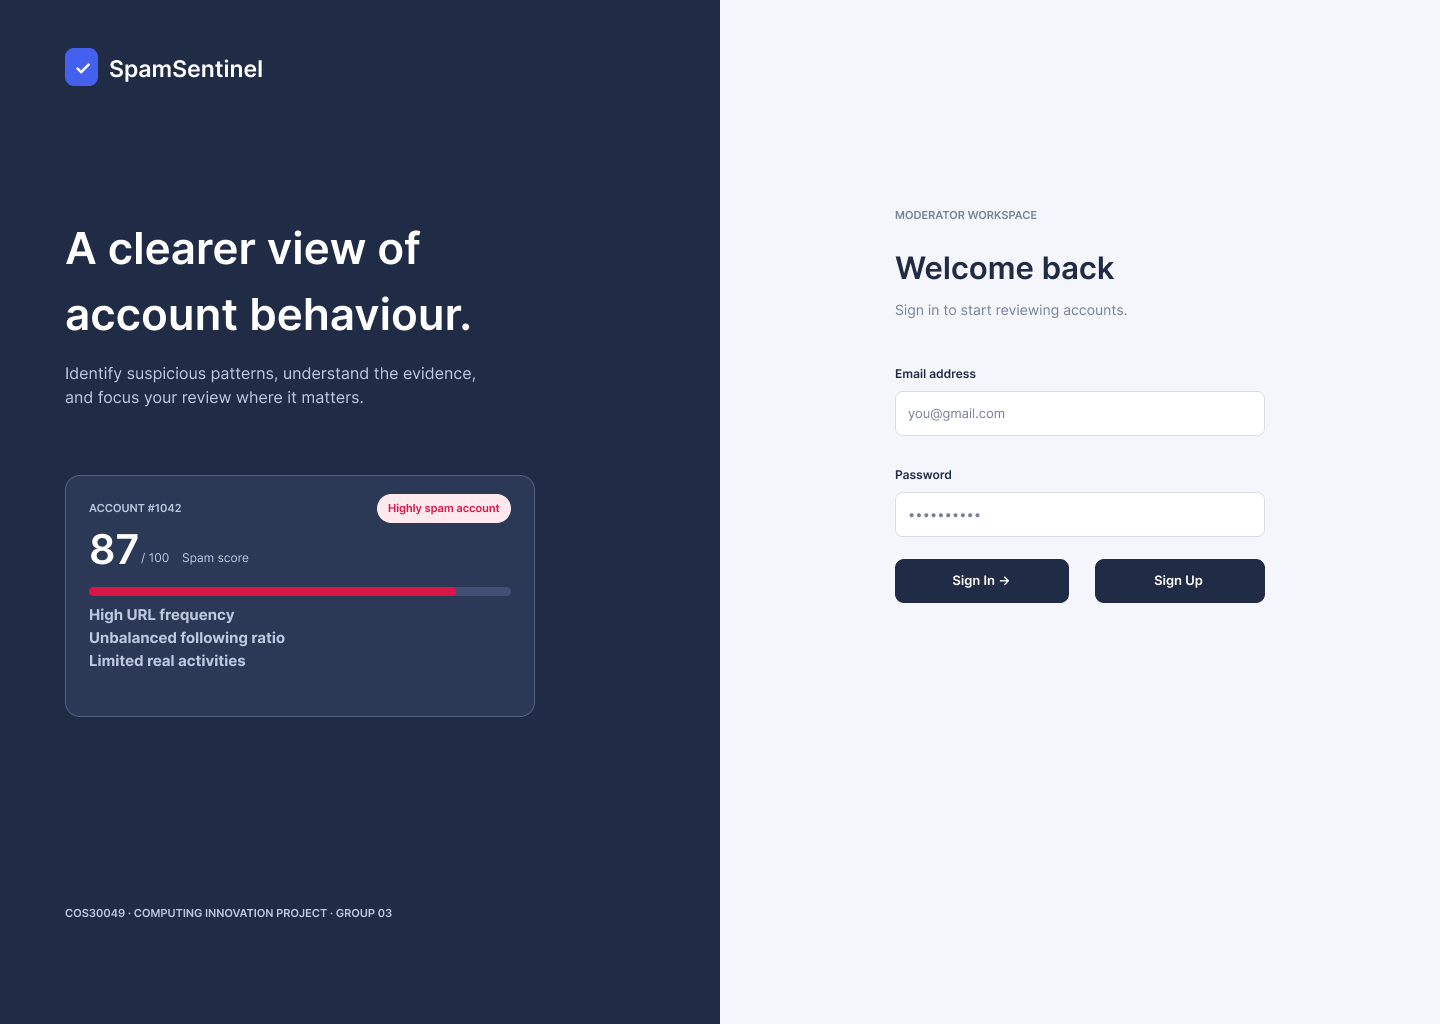 SpamSentinel
A clearer view of
account behaviour.
Identify suspicious patterns, understand the evidence,
and focus your review where it matters.
ACCOUNT #1042
Highly spam account
87 / 100 Spam score
High URL frequency
Unbalanced following ratio
Limited real activities
COS30049 · COMPUTING INNOVATION PROJECT · GROUP 03
MODERATOR WORKSPACE
Welcome back
Sign in to start reviewing accounts.
Email address
you@gmail.com
Password
••••••••••
Sign In →
Sign Up